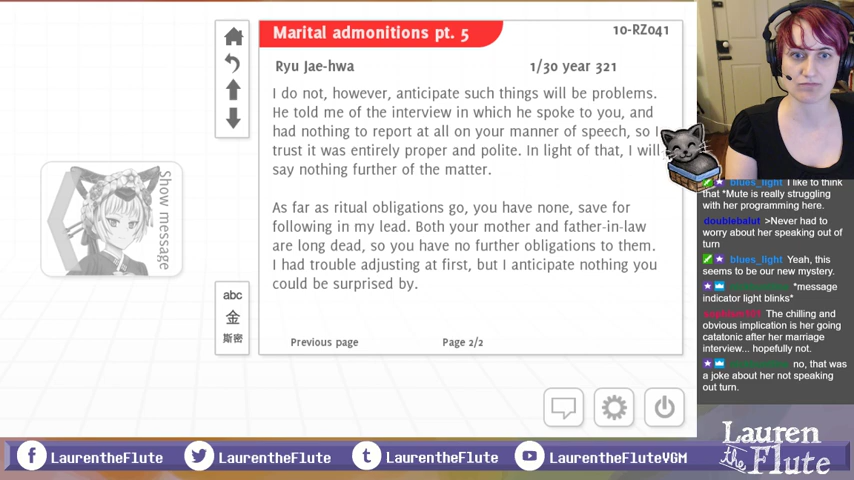 Marital admonitions pt. 5
10-RZ041
Ryu Jae-hwa
1/30 year 321
I do not, however, anticipate such things will be problems.
He told me of the interview in which he spoke to you, and
had nothing to report at all on your manner of speech, so I
trust it was entirely proper and polite. In light of that, I will
say nothing further of the matter.
As far as ritual obligations go, you have none, save for
following in my lead. Both your mother and father-in-law
are long dead, so you have no further obligations to them.
I had trouble adjusting at first, but I anticipate nothing you
could be surprised by.
Previous page
Page 2/2
Show message
abc
金
斯密
blues_light I like to think
that *Mute is really struggling
with her programming here.
doublebalut >Never had to
worry about her speaking out of
turn
blues_light Yeah, this
seems to be our new mystery.
*message
indicator light blinks*
The chilling and
obvious implication is her going
catatonic after her marriage
interview... hopefully not.
no, that was
a joke about her not speaking
out turn.
LaurentheFlute
LaurentheFlute
LaurentheFlute
LaurentheFluteVGM
Lauren
the Flute